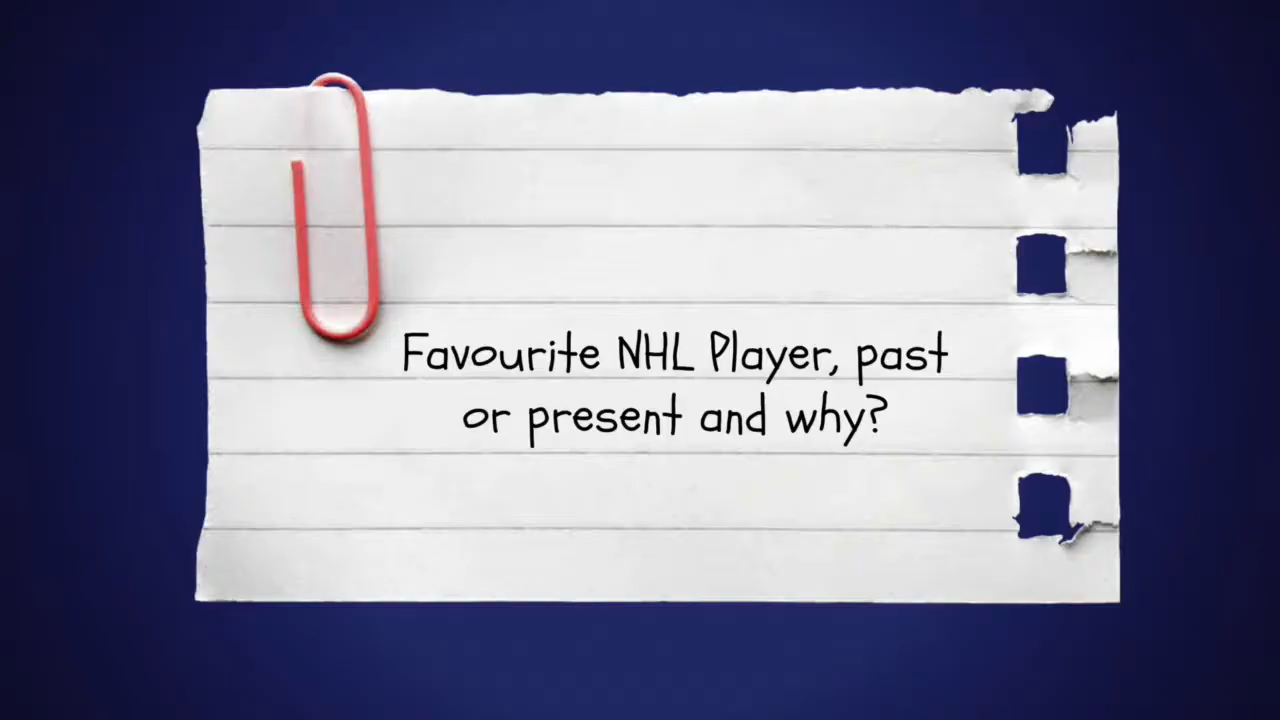 Favourite NHL Player, past
or present and why?